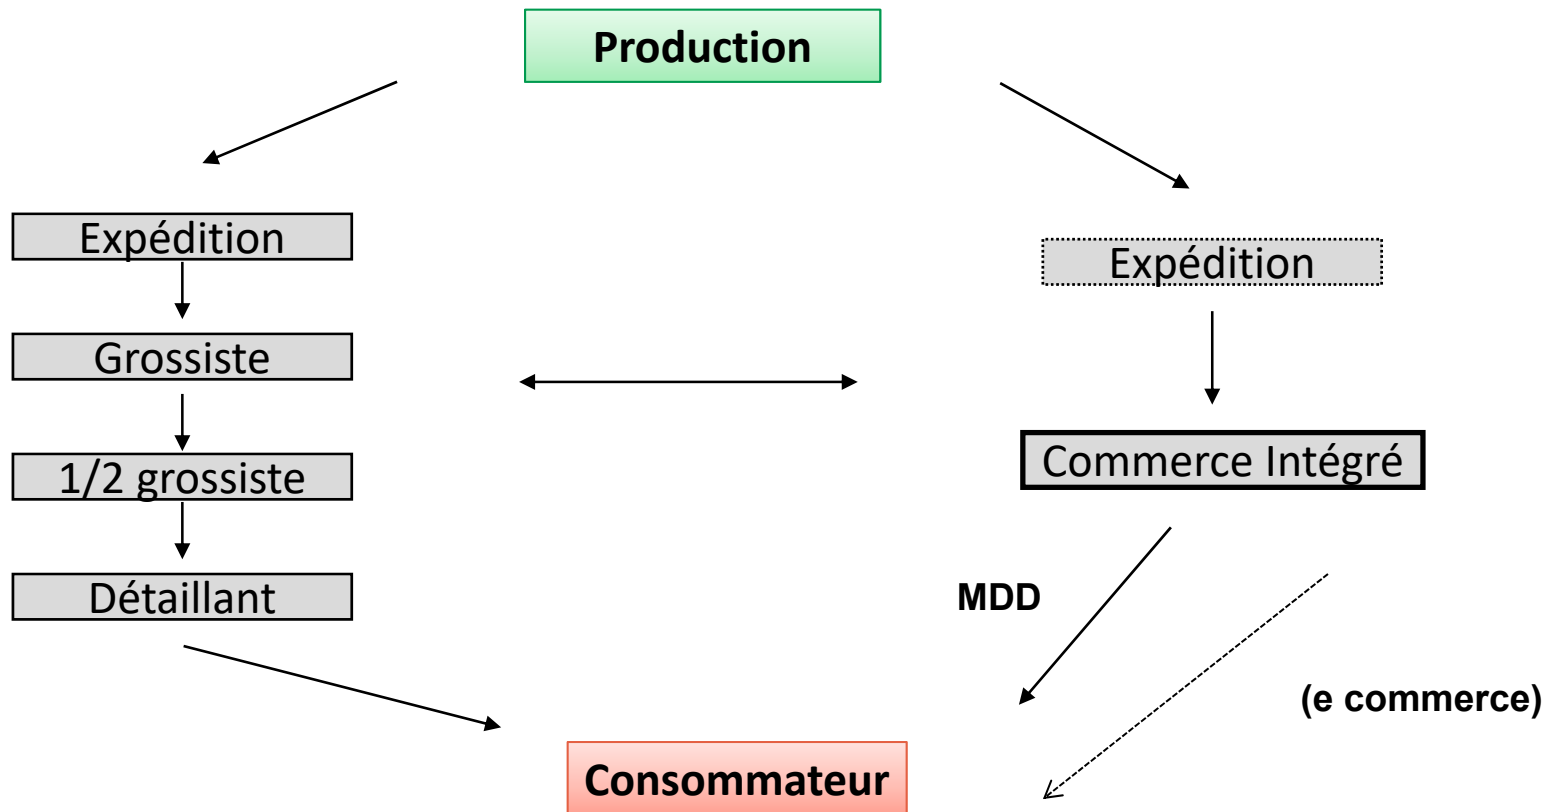 Production
Expédition
Grossiste
1/2 grossiste
Détaillant
Expédition
Commerce Intégré
MDD
(e commerce)
Consommateur